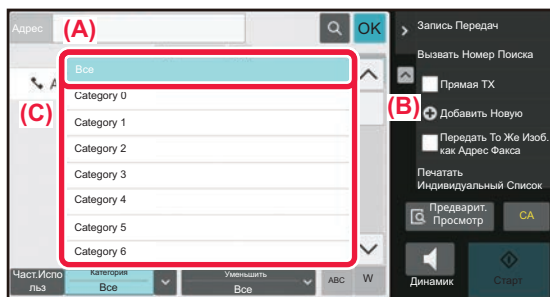 Адрес
(A)
OK
Все
A
(C)
Category 0
Category 1
Category 2
Category 3
Category 4
Category 5
Category 6
Част.Испо
льз
Категория
Все
Уменьшить
Все
ABC
W
Запись Передач
Вызвать Номер Поиска
Прямая TX
(B)
Добавить Новую
Передать То Же Изоб.
как Адрес Факса
Печатать
Индивидуальный Список
Предварит.
Просмотр
CA
Динамик
Старт